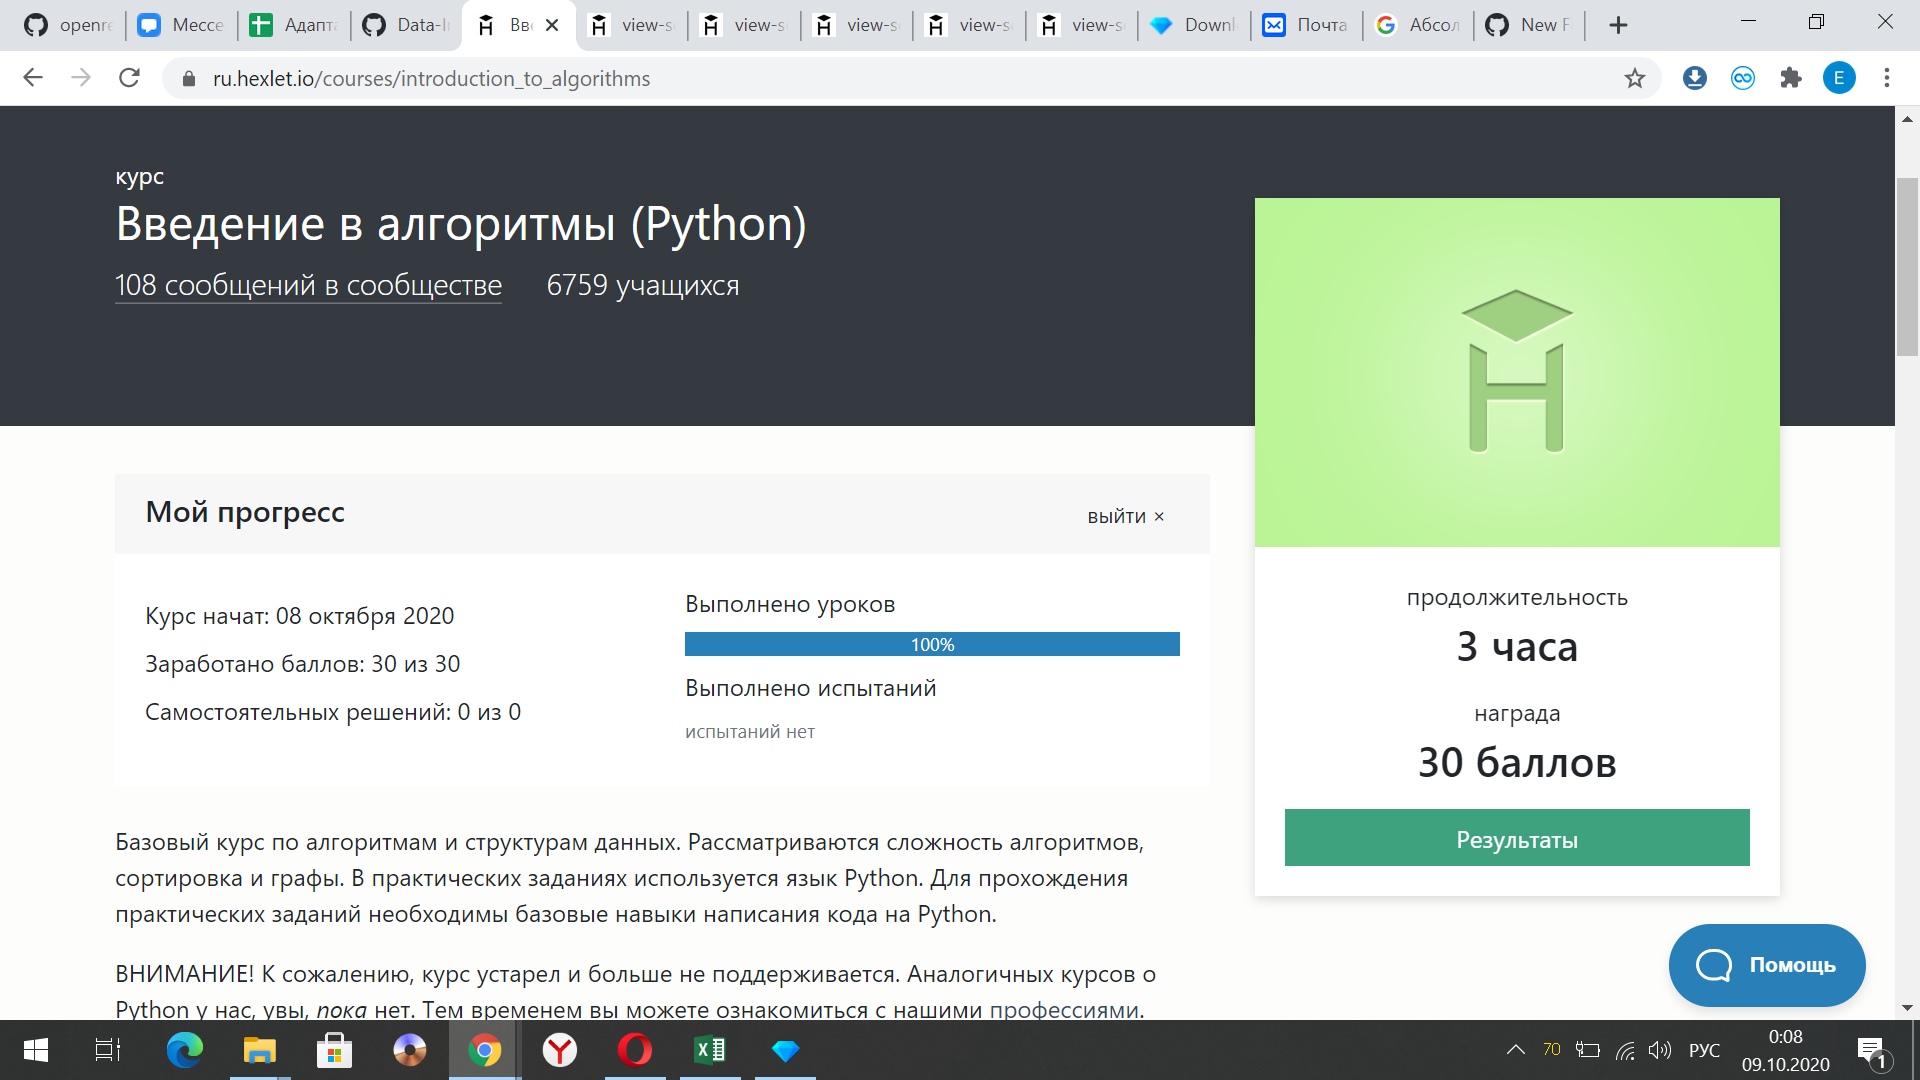 openre
Мессе
Адапта
Data-I
Вв
view-s
view-s
view-s
view-s
view-s
Downl
Почта
Абсол
New F
ru.hexlet.io/courses/introduction_to_algorithms
E
курс
Введение в алгоритмы (Python)
108 сообщений в сообществе 6759 учащихся
Мой прогресс
выйти ×
Курс начат: 08 октября 2020
Заработано баллов: 30 из 30
Самостоятельных решений: 0 из 0
Выполнено уроков
100%
Выполнено испытаний
испытаний нет
продолжительность
3 часа
награда
30 баллов
Результаты
Базовый курс по алгоритмам и структурам данных. Рассматриваются сложность алгоритмов,
сортировка и графы. В практических заданиях используется язык Python. Для прохождения
практических заданий необходимы базовые навыки написания кода на Python.
ВНИМАНИЕ! К сожалению, курс устарел и больше не поддерживается. Аналогичных курсов о
Python у нас, увы, пока нет. Тем временем вы можете ознакомиться с нашими профессиями.
Помощь
70
РУС
0:08
09.10.2020
1